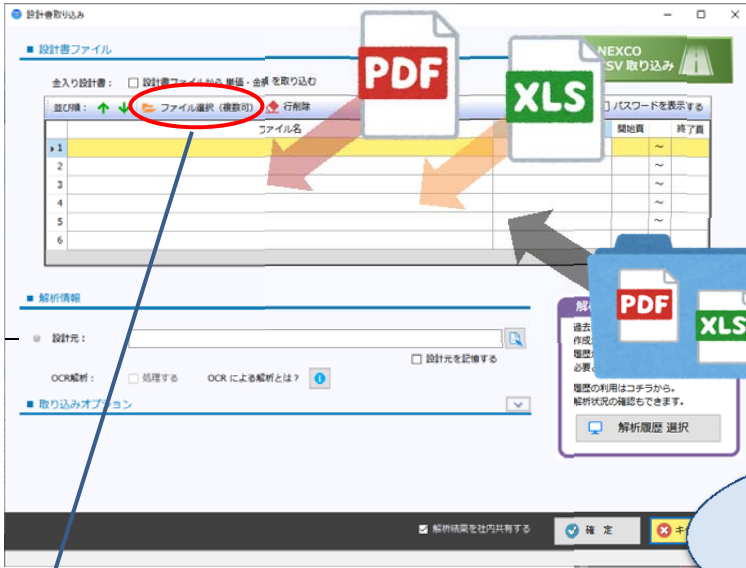 設計書取り込み
■ 設計書ファイル
NEXCO
SV 取り込み
金入り設計書： 設計書ファイルから 単価・金額 を取り込む
並び順： ファイル選択（複数可） 行削除
パスワードを表示する
ファイル名 開始頁 終了頁
1 ～
2 ～
3 ～
4 ～
5 ～
6
PDF
XLS
PDF
XLS
■ 解析情報
設計元：
設計元を記憶する
OCR解析： 処理する OCR による解析とは？
■ 取り込みオプション
過去
作成
履歴
必要
履歴の利用はコチラから。
解析状況の確認もできます。
解析履歴 選択
解析結果を社内共有する
確 定